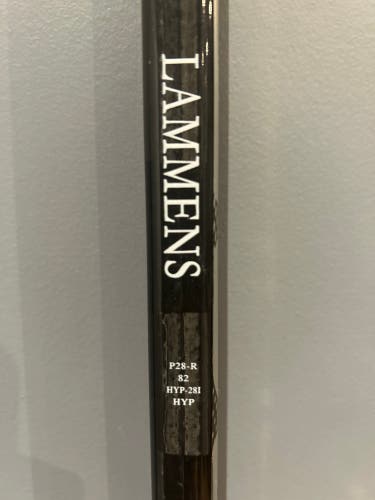 LAMMENS
P28-R
82
HYP-28I
HYP